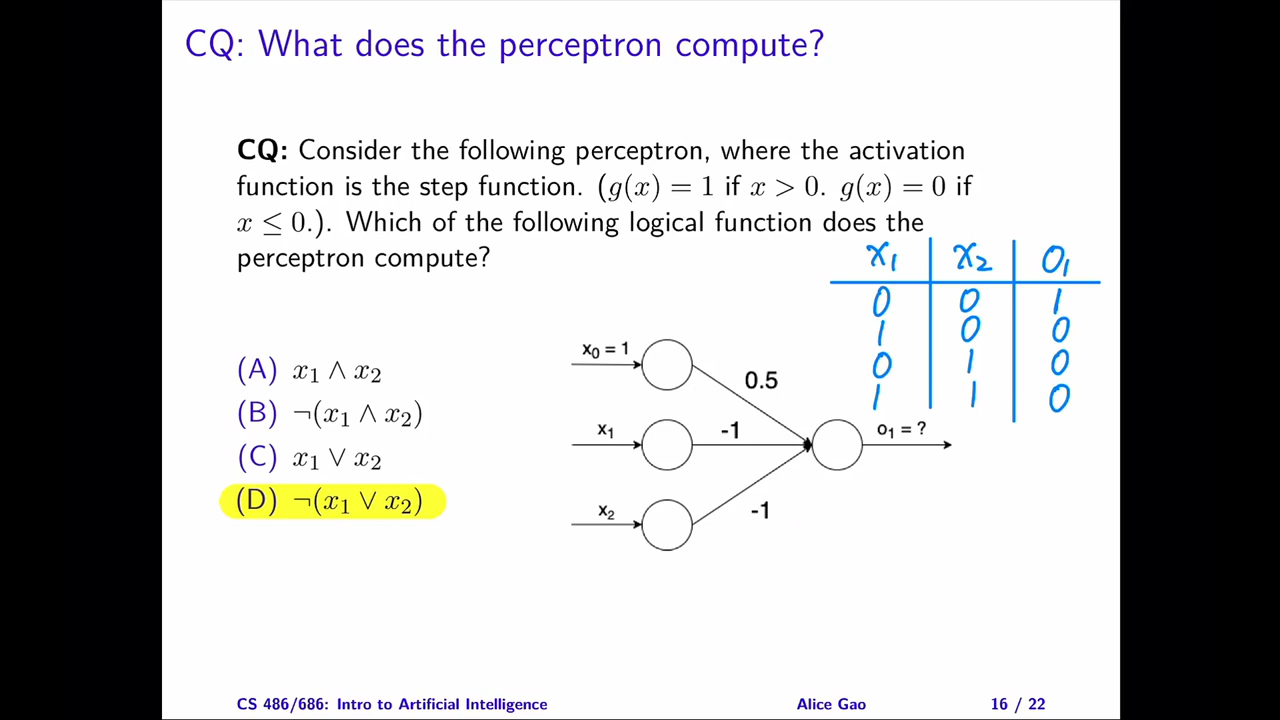 CQ: What does the perceptron compute?
CQ: Consider the following perceptron, where the activation
function is the step function. (g(x) = 1 if x > 0. g(x) = 0 if
x ≤ 0.). Which of the following logical function does the
perceptron compute?
x₁ x₂ o₁
0 0 1
1 0 0
0 1 0
1 1 0
(A) x₁ ∧ x₂
(B) ¬(x₁ ∧ x₂)
(C) x₁ ∨ x₂
(D) ¬(x₁ ∨ x₂)
x₀ = 1
0.5
x₁
-1
o₁ = ?
x₂
-1
CS 486/686: Intro to Artificial Intelligence Alice Gao 16 / 22